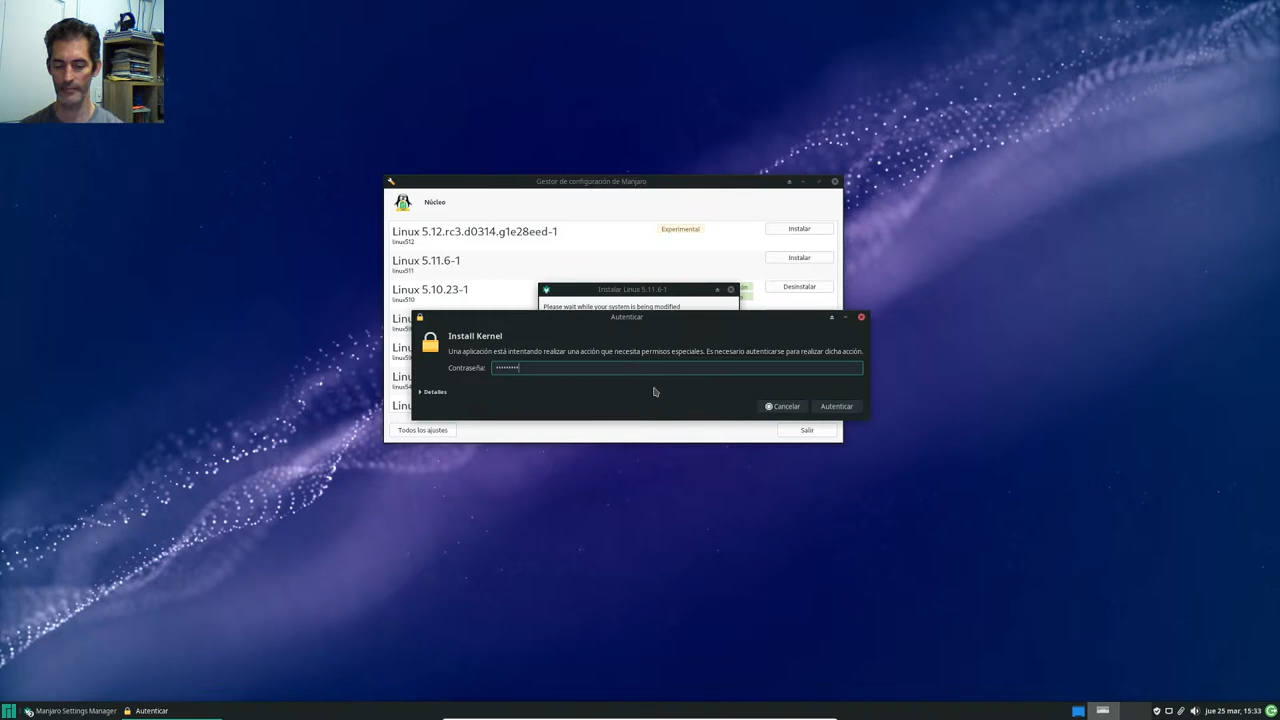 Gestor de configuración de Manjaro
Núcleo
Linux 5.12.rc3.d0314.g1e28eed-1
linux512
Experimental
Instalar
Linux 5.11.6-1
linux511
Instalar
Linux 5.10.23-1
linux510
Desinstalar
Instalar Linux 5.11.6-1
Please wait while your system is being modified
Autenticar
Install Kernel
Una aplicación está intentando realizar una acción que necesita permisos especiales. Es necesario autenticarse para realizar dicha acción.
Contraseña: •••••••••
Detalles
Cancelar
Autenticar
Todos los ajustes
Salir
Manjaro Settings Manager
Autenticar
jue 25 mar, 15:33